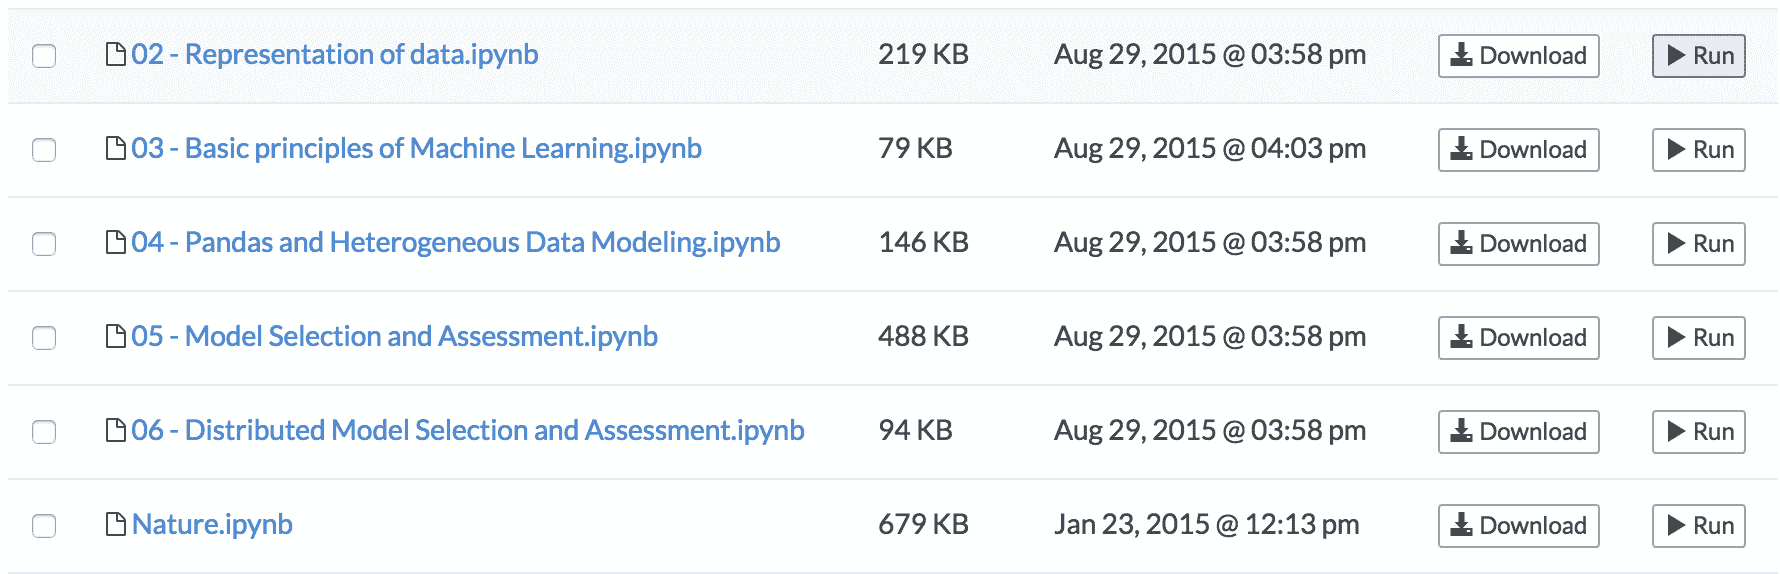 02 - Representation of data.ipynb 219 KB Aug 29, 2015 @ 03:58 pm Download Run
03 - Basic principles of Machine Learning.ipynb 79 KB Aug 29, 2015 @ 04:03 pm Download Run
04 - Pandas and Heterogeneous Data Modeling.ipynb 146 KB Aug 29, 2015 @ 03:58 pm Download Run
05 - Model Selection and Assessment.ipynb 488 KB Aug 29, 2015 @ 03:58 pm Download Run
06 - Distributed Model Selection and Assessment.ipynb 94 KB Aug 29, 2015 @ 03:58 pm Download Run
Nature.ipynb 679 KB Jan 23, 2015 @ 12:13 pm Download Run